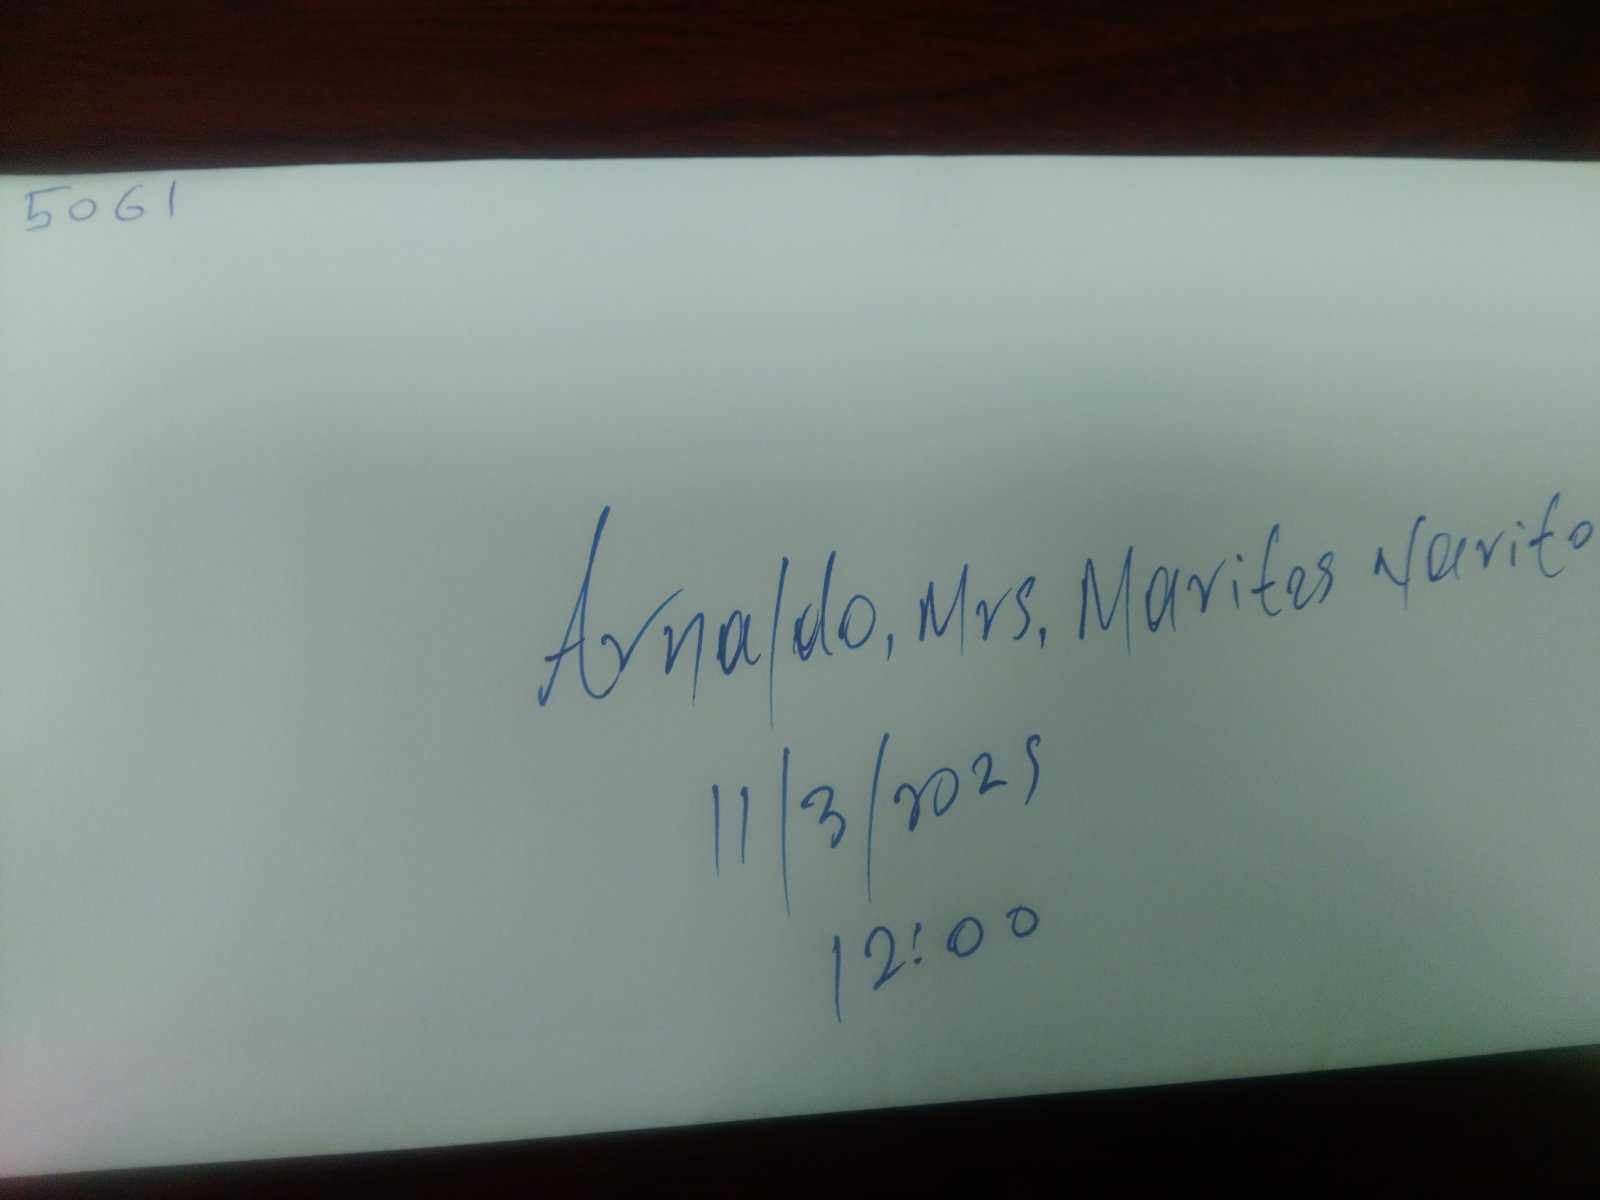 5061
Arnaldo, Mrs. Marites Narito
11/3/2025
12:00